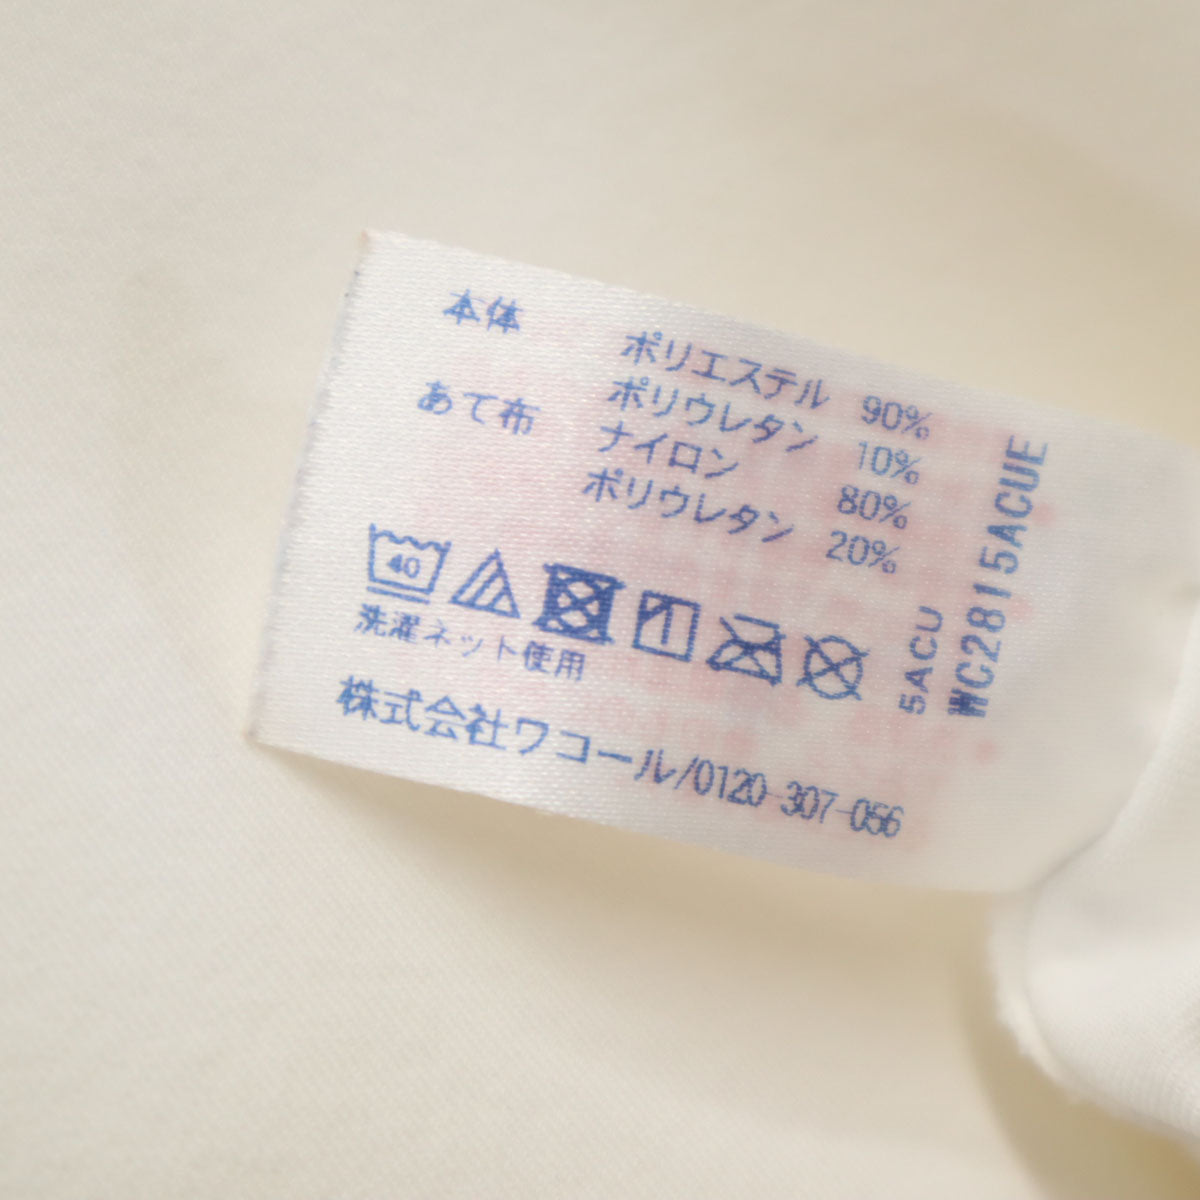 本体 ポリエステル 90%
ポリウレタン 10%
あて布 ナイロン 80%
ポリウレタン 20%
40
洗濯ネット使用
株式会社ワコール/0120-307-056
5ACU
WC2815ACUE